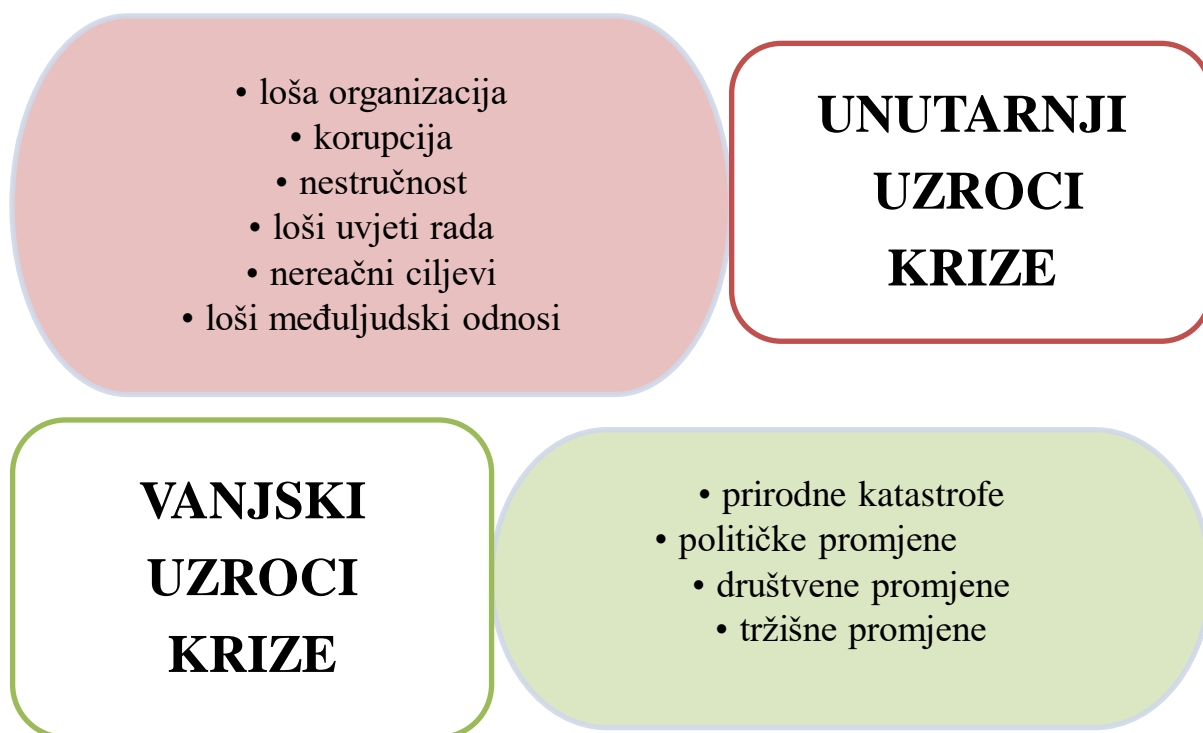 • loša organizacija
• korupcija
• nestručnost
• loši uvjeti rada
• nereačni ciljevi
• loši međuljudski odnosi
UNUTARNJI
UZROCI
KRIZE
VANJSKI
UZROCI
KRIZE
• prirodne katastrofe
• političke promjene
• društvene promjene
• tržišne promjene